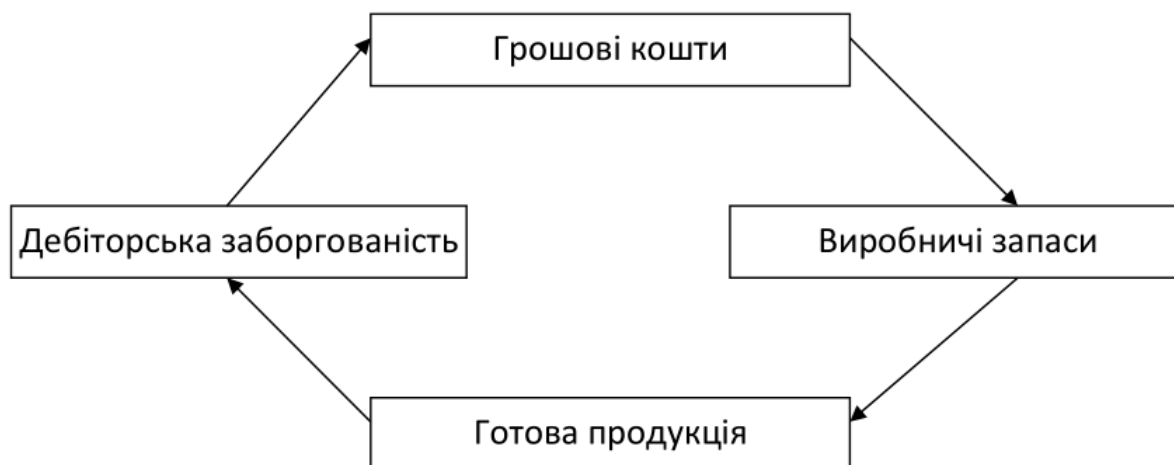 Грошові кошти
Дебіторська заборгованість
Виробничі запаси
Готова продукція